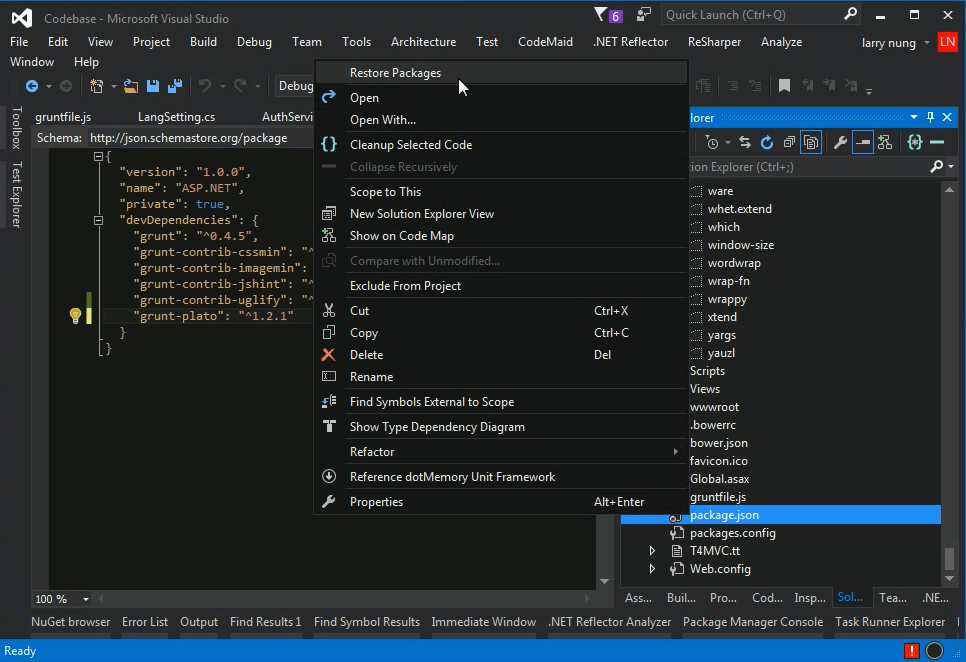 Codebase - Microsoft Visual Studio
6
Quick Launch (Ctrl+Q)
File Edit View Project Build Debug Team Tools Architecture Test CodeMaid .NET Reflector ReSharper Analyze larry nung LN
Window Help
Debug
gruntfile.js LangSetting.cs AuthServi
Schema: http://json.schemastore.org/package
Toolbox
Test Explorer
{
"version": "1.0.0",
"name": "ASP.NET",
"private": true,
"devDependencies": {
"grunt": "^0.4.5",
"grunt-contrib-cssmin": "^
"grunt-contrib-imagemin":
"grunt-contrib-jshint": "^
"grunt-contrib-uglify": "^
"grunt-plato": "^1.2.1"
}
}
100 %
Restore Packages
Open
Open With...
Cleanup Selected Code
Collapse Recursively
Scope to This
New Solution Explorer View
Show on Code Map
Compare with Unmodified...
Exclude From Project
Cut Ctrl+X
Copy Ctrl+C
Delete Del
Rename
Find Symbols External to Scope
Show Type Dependency Diagram
Refactor
Reference dotMemory Unit Framework
Properties Alt+Enter
lorer
ion Explorer (Ctrl+;)
ware
whet.extend
which
window-size
wordwrap
wrap-fn
wrappy
xtend
yargs
yauzl
Scripts
Views
wwwroot
.bowerrc
bower.json
favicon.ico
Global.asax
gruntfile.js
package.json
packages.config
T4MVC.tt
Web.config
Ass... Buil... Pro... Cod... Insp... Sol... Tea... .NE...
NuGet browser Error List Output Find Results 1 Find Symbol Results Immediate Window .NET Reflector Analyzer Package Manager Console Task Runner Explorer
Ready